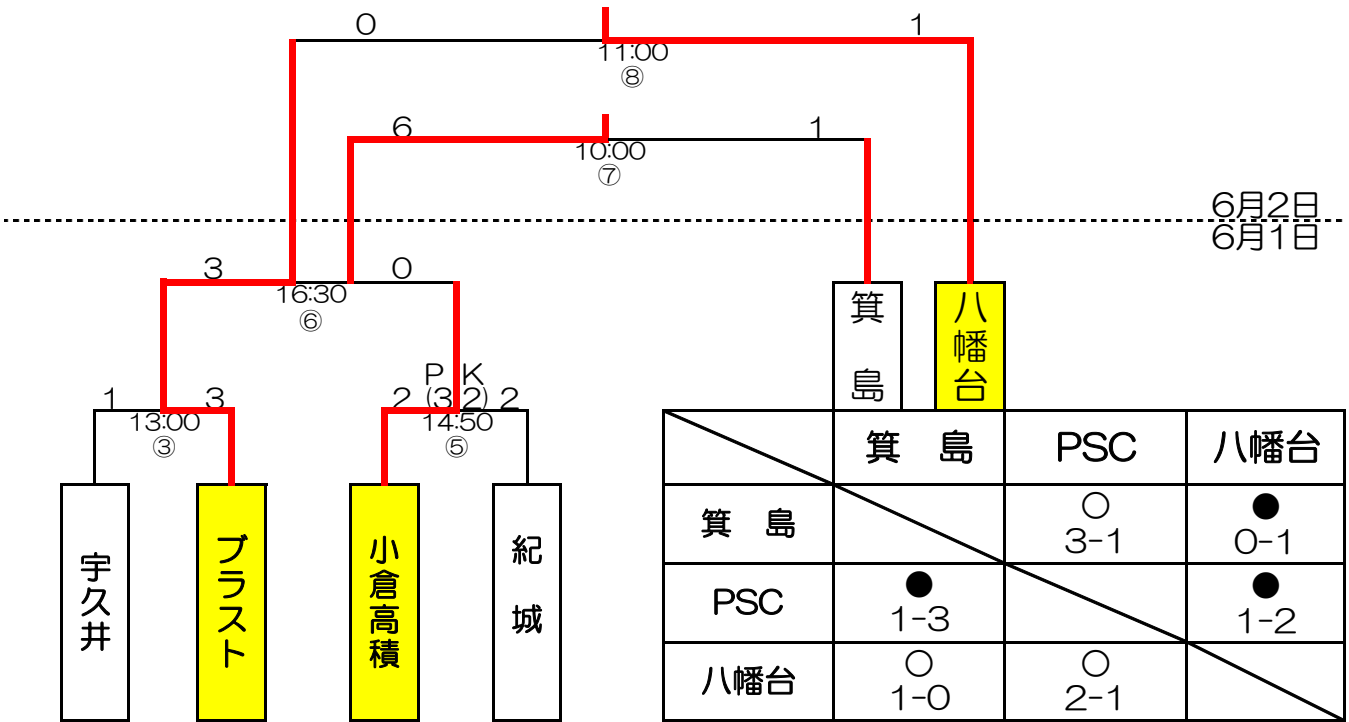 0 1
11:00
⑧
6 1
10:00
⑦
6月2日
6月1日
3 0
16:30
⑥
箕島
八幡台
PK
1 3
2 (3 2) 2
13:00
③
14:50
⑤
宇久井
ブラスト
小倉高積
紀城
箕島 PSC 八幡台
箕島 ○ ●
3-1 0-1
PSC ● ●
1-3 1-2
八幡台 ○ ○
1-0 2-1